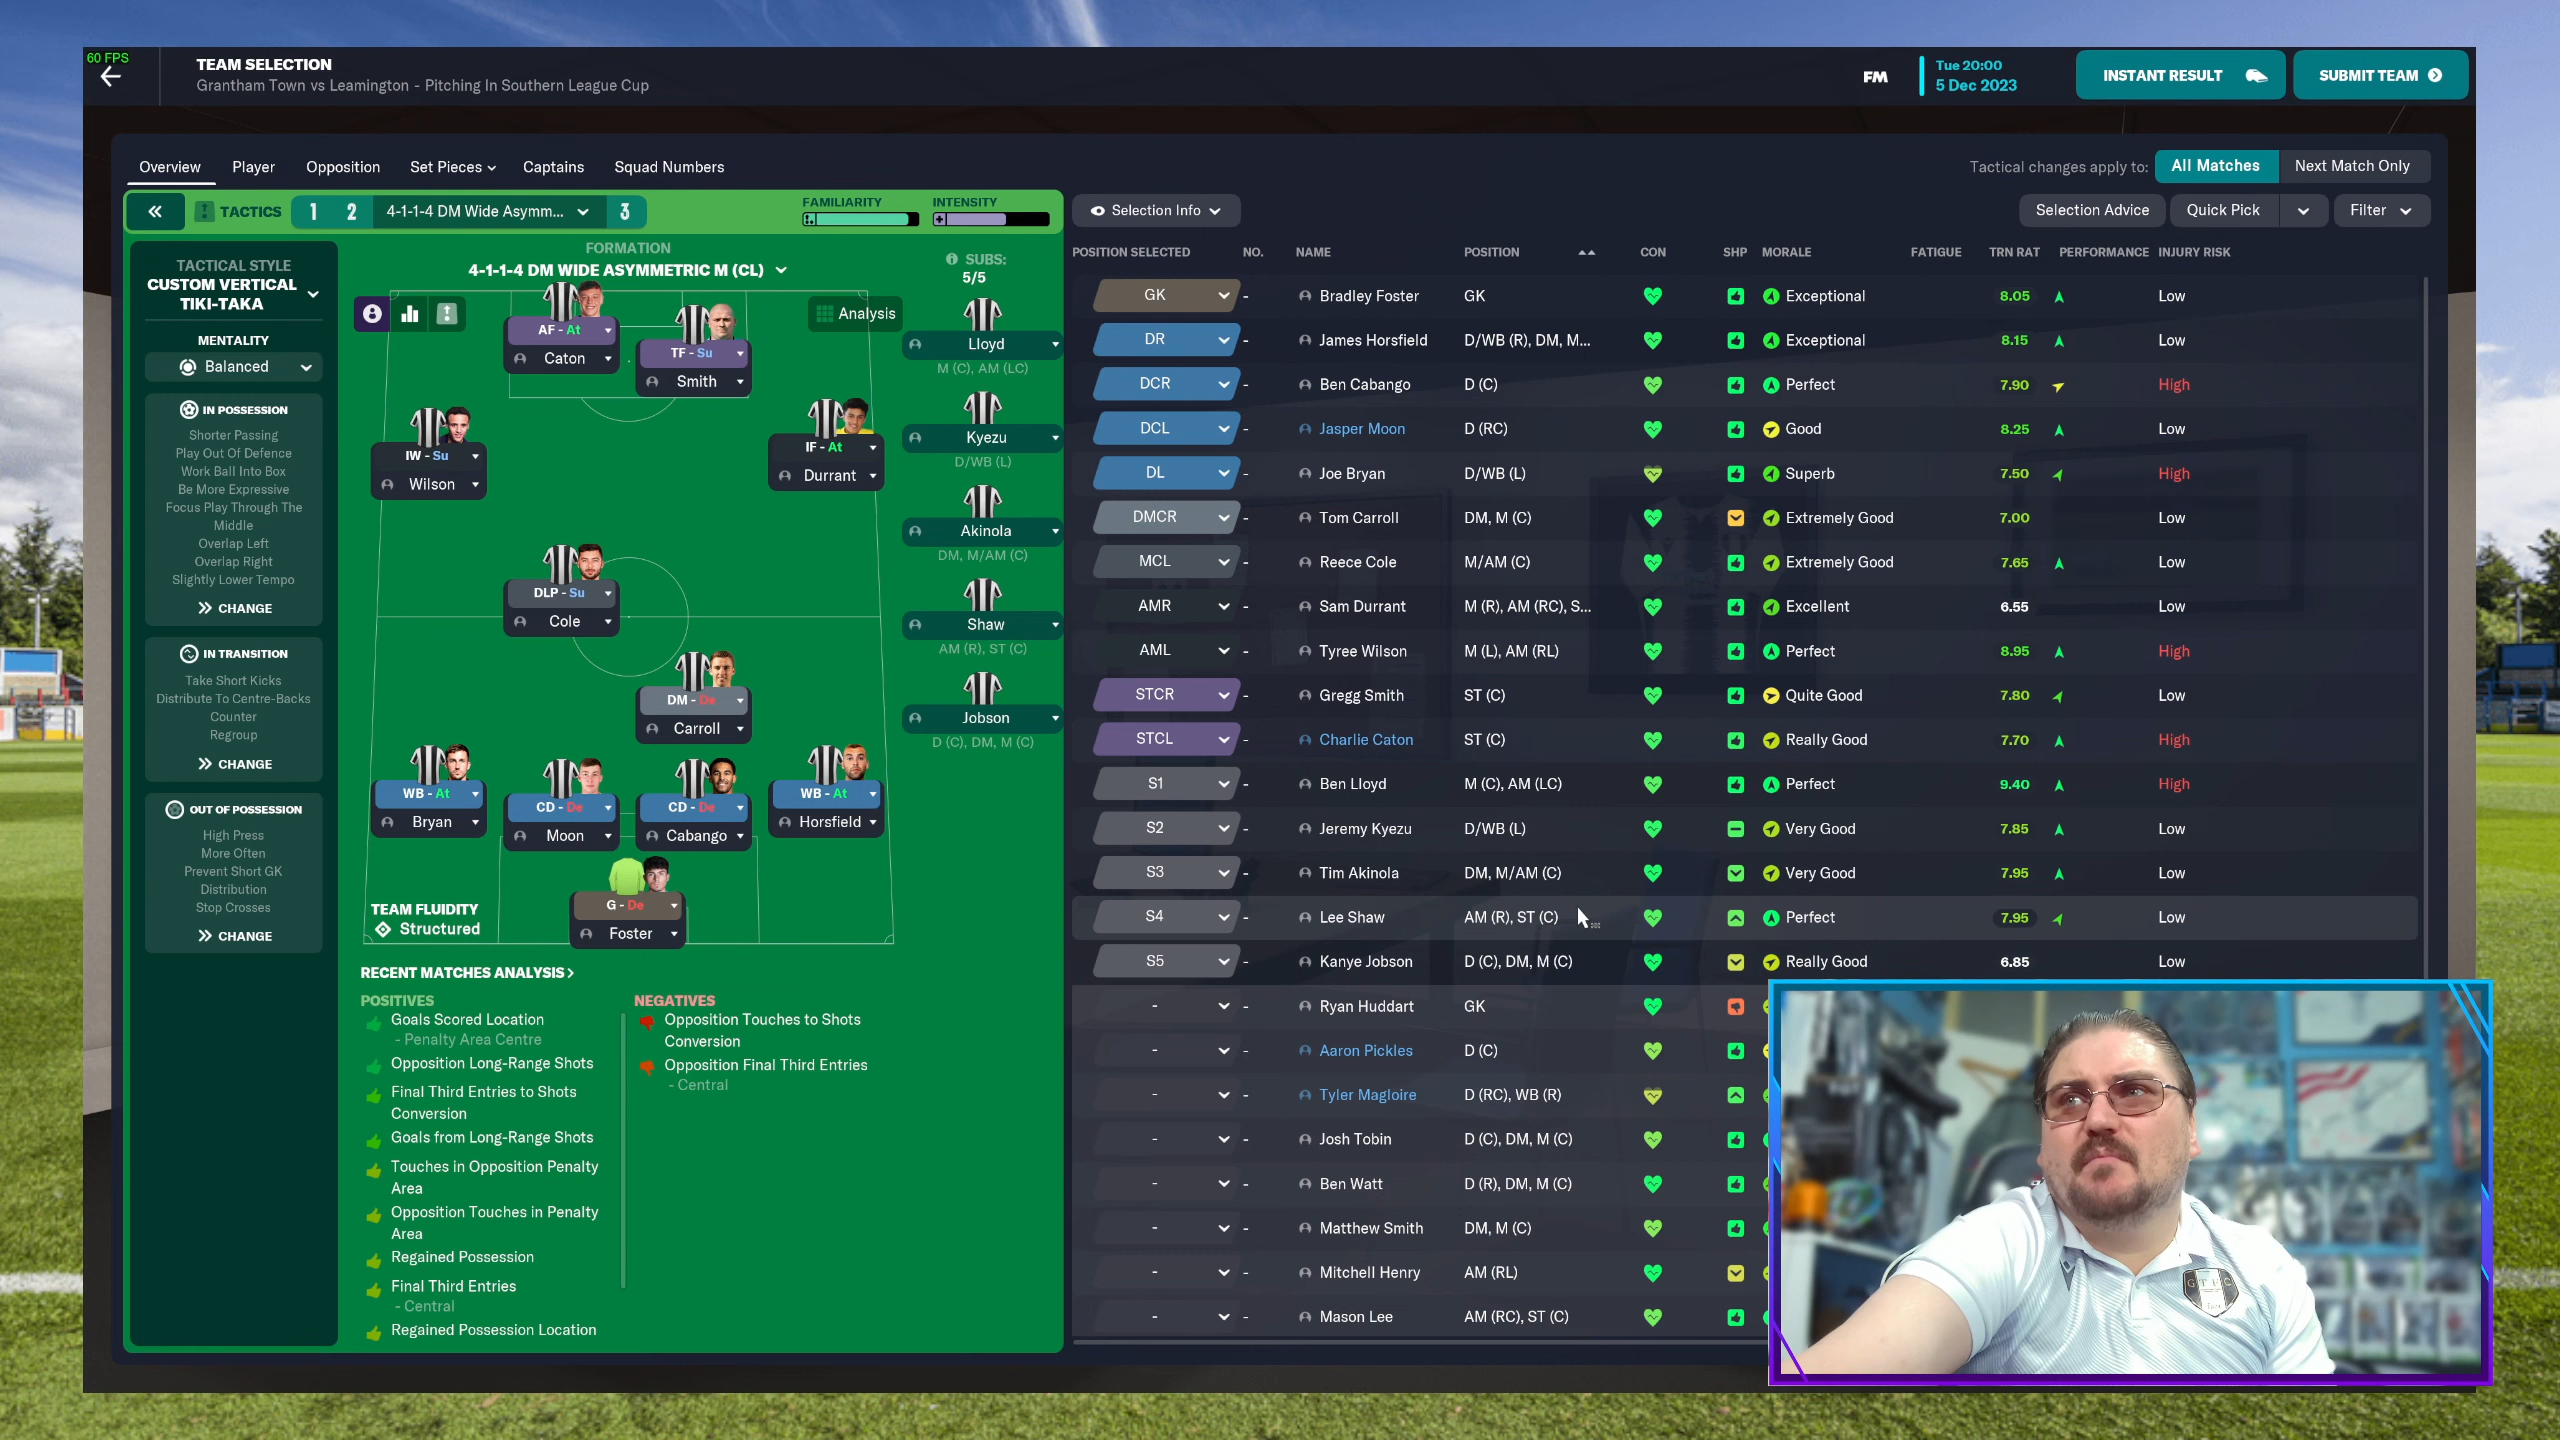 60 FPS
TEAM SELECTION
Grantham Town vs Leamington - Pitching In Southern League Cup
FM
Tue 20:00
5 Dec 2023
INSTANT RESULT
SUBMIT TEAM
Overview Player Opposition Set Pieces Captains Squad Numbers
Tactical changes apply to: All Matches Next Match Only
TACTICS 1 2 4-1-1-4 DM Wide Asymm... 3
FAMILIARITY INTENSITY
Selection Info
Selection Advice Quick Pick Filter
TACTICAL STYLE
CUSTOM VERTICAL
TIKI-TAKA
MENTALITY
Balanced
IN POSSESSION
Shorter Passing
Play Out Of Defence
Work Ball Into Box
Be More Expressive
Focus Play Through The
Middle
Overlap Left
Overlap Right
Slightly Lower Tempo
CHANGE
IN TRANSITION
Take Short Kicks
Distribute To Centre-Backs
Counter
Regroup
CHANGE
OUT OF POSSESSION
High Press
More Often
Prevent Short GK
Distribution
Stop Crosses
CHANGE
FORMATION
4-1-1-4 DM WIDE ASYMMETRIC M (CL)
Analysis
AF - At
Caton
TF - Su
Smith
IW - Su
Wilson
IF - At
Durrant
DLP - Su
Cole
DM - De
Carroll
WB - At
Bryan
CD - De
Moon
CD - De
Cabango
WB - At
Horsfield
G - De
Foster
TEAM FLUIDITY
Structured
SUBS:
5/5
Lloyd
M (C), AM (LC)
Kyezu
D/WB (L)
Akinola
DM, M/AM (C)
Shaw
AM (R), ST (C)
Jobson
D (C), DM, M (C)
RECENT MATCHES ANALYSIS >
POSITIVES
Goals Scored Location
- Penalty Area Centre
Opposition Long-Range Shots
Final Third Entries to Shots
Conversion
Goals from Long-Range Shots
Touches in Opposition Penalty
Area
Opposition Touches in Penalty
Area
Regained Possession
Final Third Entries
- Central
Regained Possession Location
NEGATIVES
Opposition Touches to Shots
Conversion
Opposition Final Third Entries
- Central
POSITION SELECTED NO. NAME POSITION CON SHP MORALE FATIGUE TRN RAT PERFORMANCE INJURY RISK
GK - Bradley Foster GK Exceptional 8.05 Low
DR - James Horsfield D/WB (R), DM, M... Exceptional 8.15 Low
DCR - Ben Cabango D (C) Perfect 7.90 High
DCL - Jasper Moon D (RC) Good 8.25 Low
DL - Joe Bryan D/WB (L) Superb 7.50 High
DMCR - Tom Carroll DM, M (C) Extremely Good 7.00 Low
MCL - Reece Cole M/AM (C) Extremely Good 7.65 Low
AMR - Sam Durrant M (R), AM (RC), S... Excellent 6.55 Low
AML - Tyree Wilson M (L), AM (RL) Perfect 8.95 High
STCR - Gregg Smith ST (C) Quite Good 7.80 Low
STCL - Charlie Caton ST (C) Really Good 7.70 High
S1 - Ben Lloyd M (C), AM (LC) Perfect 9.40 High
S2 - Jeremy Kyezu D/WB (L) Very Good 7.85 Low
S3 - Tim Akinola DM, M/AM (C) Very Good 7.95 Low
S4 - Lee Shaw AM (R), ST (C) Perfect 7.95 Low
S5 - Kanye Jobson D (C), DM, M (C) Really Good 6.85 Low
- - Ryan Huddart GK
- - Aaron Pickles D (C)
- - Tyler Magloire D (RC), WB (R)
- - Josh Tobin D (C), DM, M (C)
- - Ben Watt D (R), DM, M (C)
- - Matthew Smith DM, M (C)
- - Mitchell Henry AM (RL)
- - Mason Lee AM (RC), ST (C)
GTFC